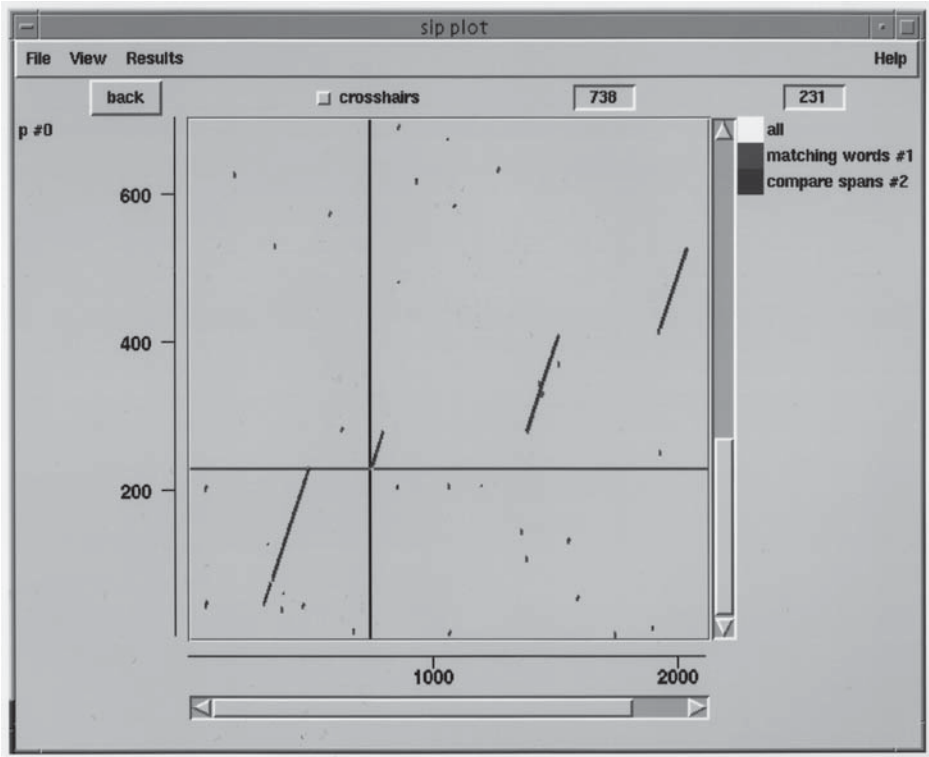 sip plot
File View Results Help
back crosshairs 738 231
p #0
all
matching words #1
compare spans #2
600
400
200
1000 2000